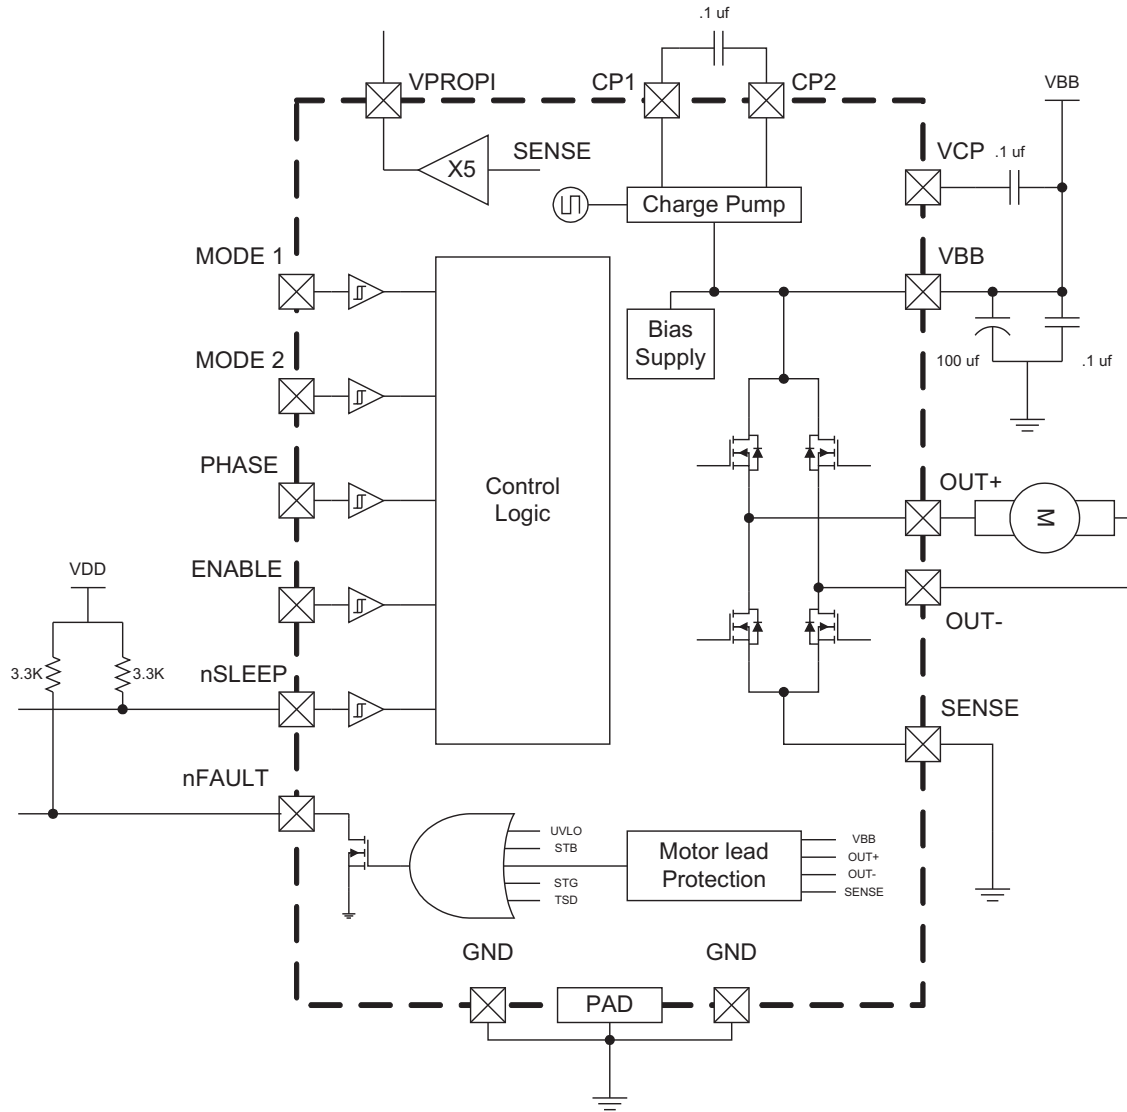 .1 uf
VPROPI
CP1
CP2
VBB
X5
SENSE
VCP
.1 uf
Charge Pump
MODE 1
VBB
Bias
Supply
100 uf
.1 uf
MODE 2
PHASE
Control
Logic
OUT+
M
ENABLE
VDD
OUT-
3.3K
3.3K
nSLEEP
SENSE
nFAULT
UVLO
STB
STG
TSD
Motor lead
Protection
VBB
OUT+
OUT-
SENSE
GND
GND
PAD